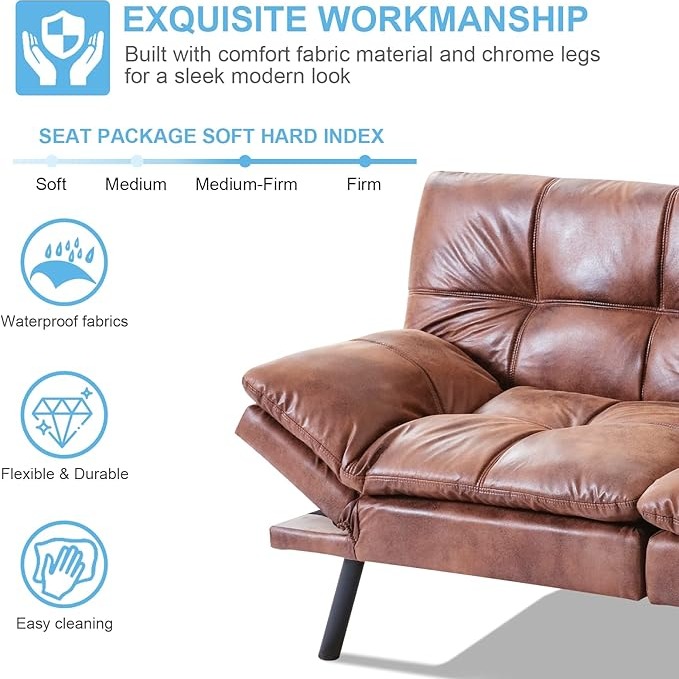 EXQUISITE WORKMANSHIP
Built with comfort fabric material and chrome legs
for a sleek modern look
SEAT PACKAGE SOFT HARD INDEX
Soft Medium Medium-Firm Firm
Waterproof fabrics
Flexible & Durable
Easy cleaning